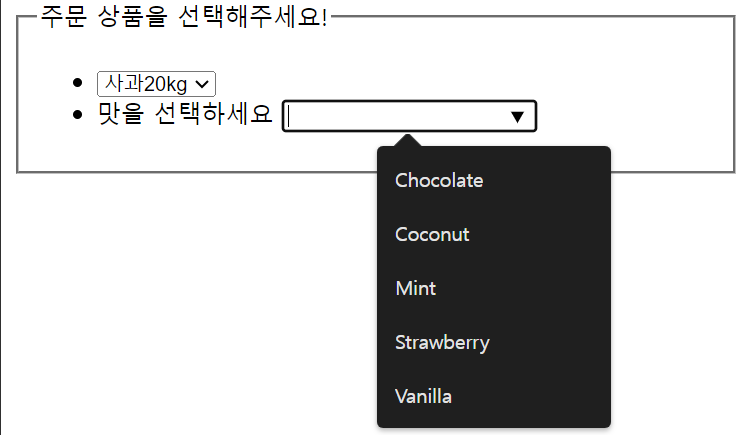 주문 상품을 선택해주세요!
사과20kg
맛을 선택하세요
Chocolate
Coconut
Mint
Strawberry
Vanilla